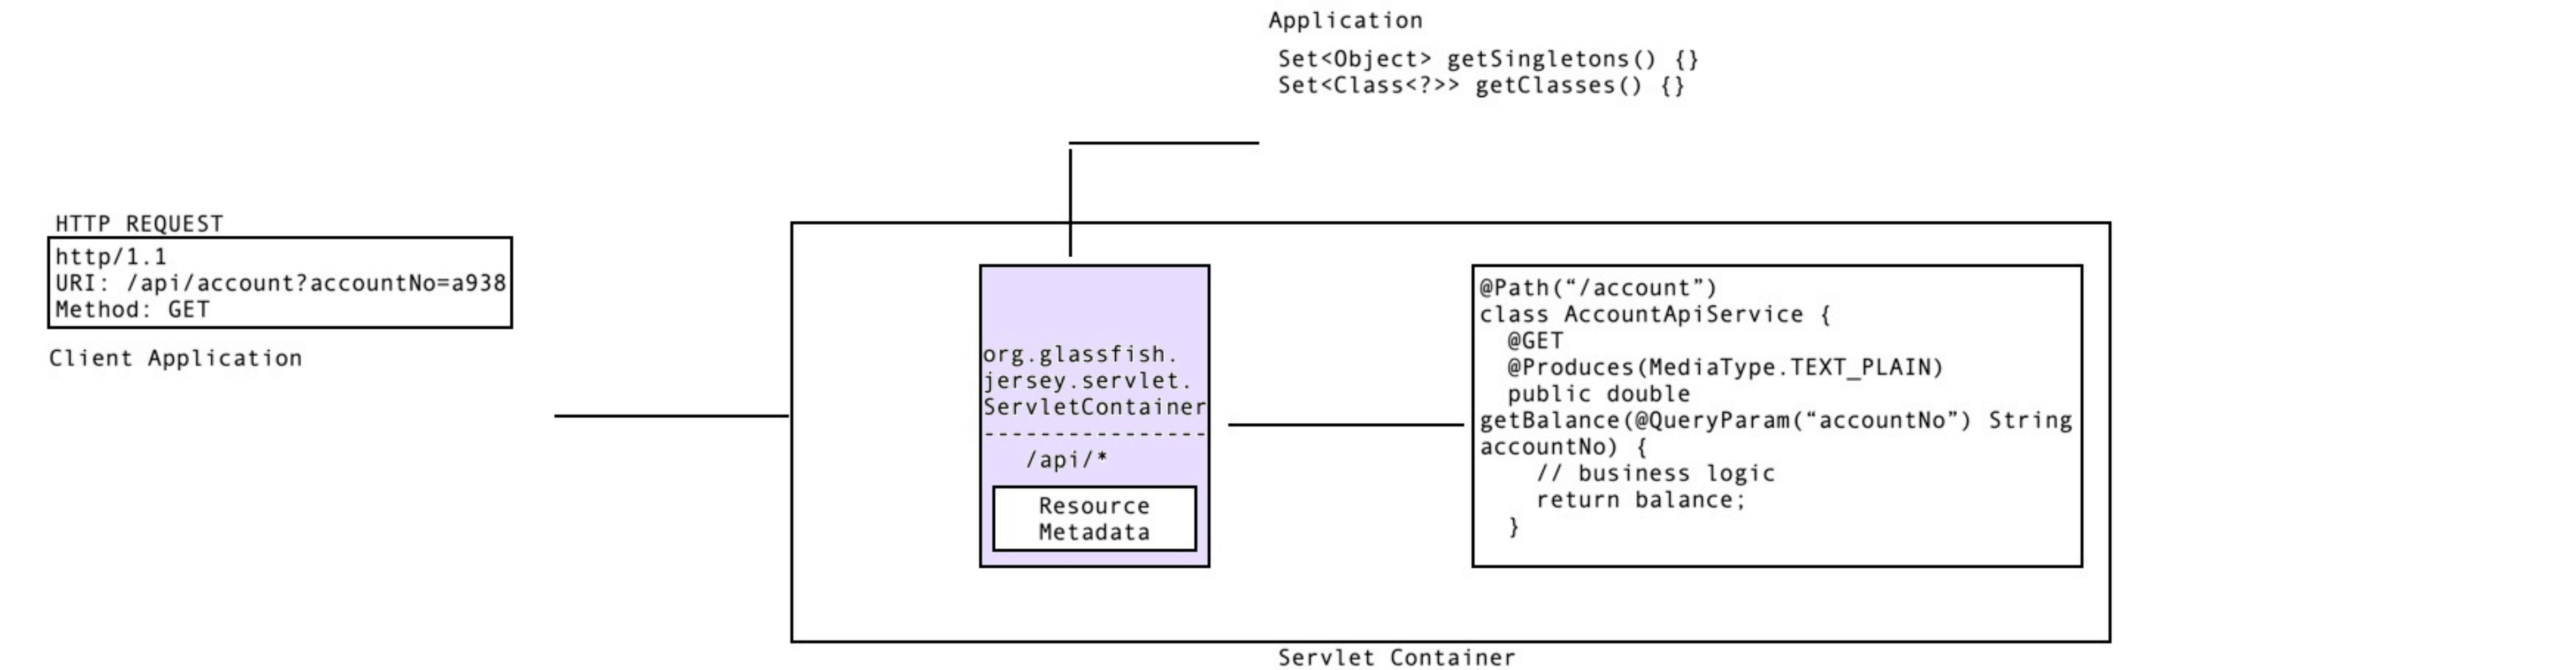 Application
Set<Object> getSingletons() {}
Set<Class<?>> getClasses() {}
HTTP REQUEST
http/1.1
URI: /api/account?accountNo=a938
Method: GET
Client Application
org.glassfish.
jersey.servlet.
ServletContainer
----------------
/api/*
Resource
Metadata
@Path(“/account”)
class AccountApiService {
@GET
@Produces(MediaType.TEXT_PLAIN)
public double
getBalance(@QueryParam(“accountNo”) String
accountNo) {
// business logic
return balance;
}
Servlet Container